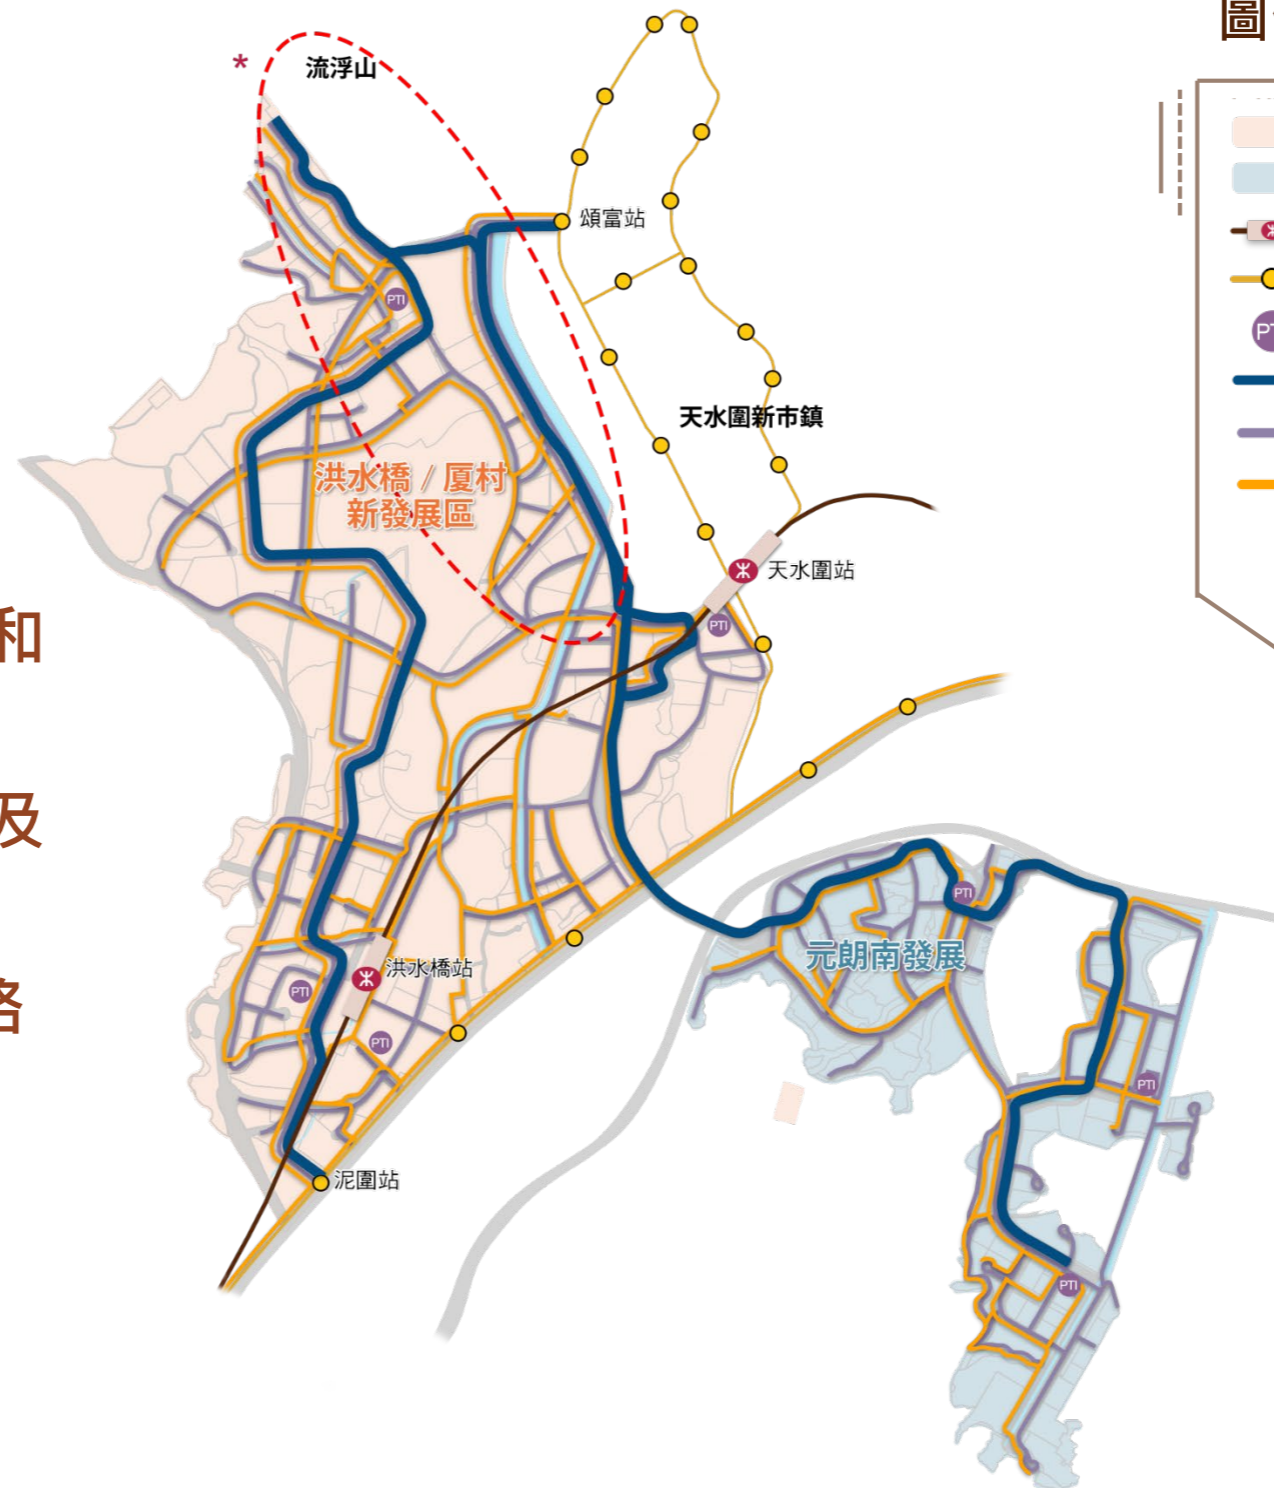 圖
*
流浮山
頌富站
PTI
天水圍新市鎮
洪水橋 / 厦村
新發展區
天水圍站
PTI
和
及
PTI
元朗南發展
洪水橋站
PTI
PTI
PTI
泥圍站
PTI